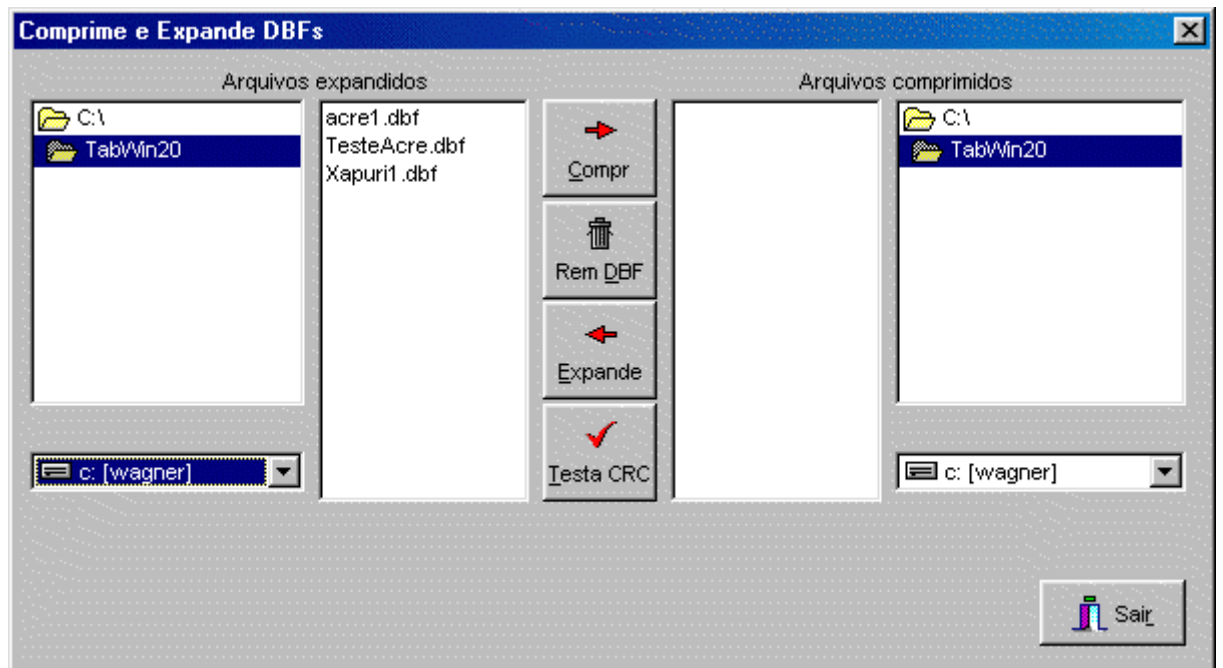 Comprime e Expande DBFs
Arquivos expandidos
Arquivos comprimidos
C:\
TabWin20
acre1.dbf
TesteAcre.dbf
Xapuri1.dbf
Compr
Rem DBF
Expande
Testa CRC
C:\
TabWin20
c: [wagner]
c: [wagner]
Sair